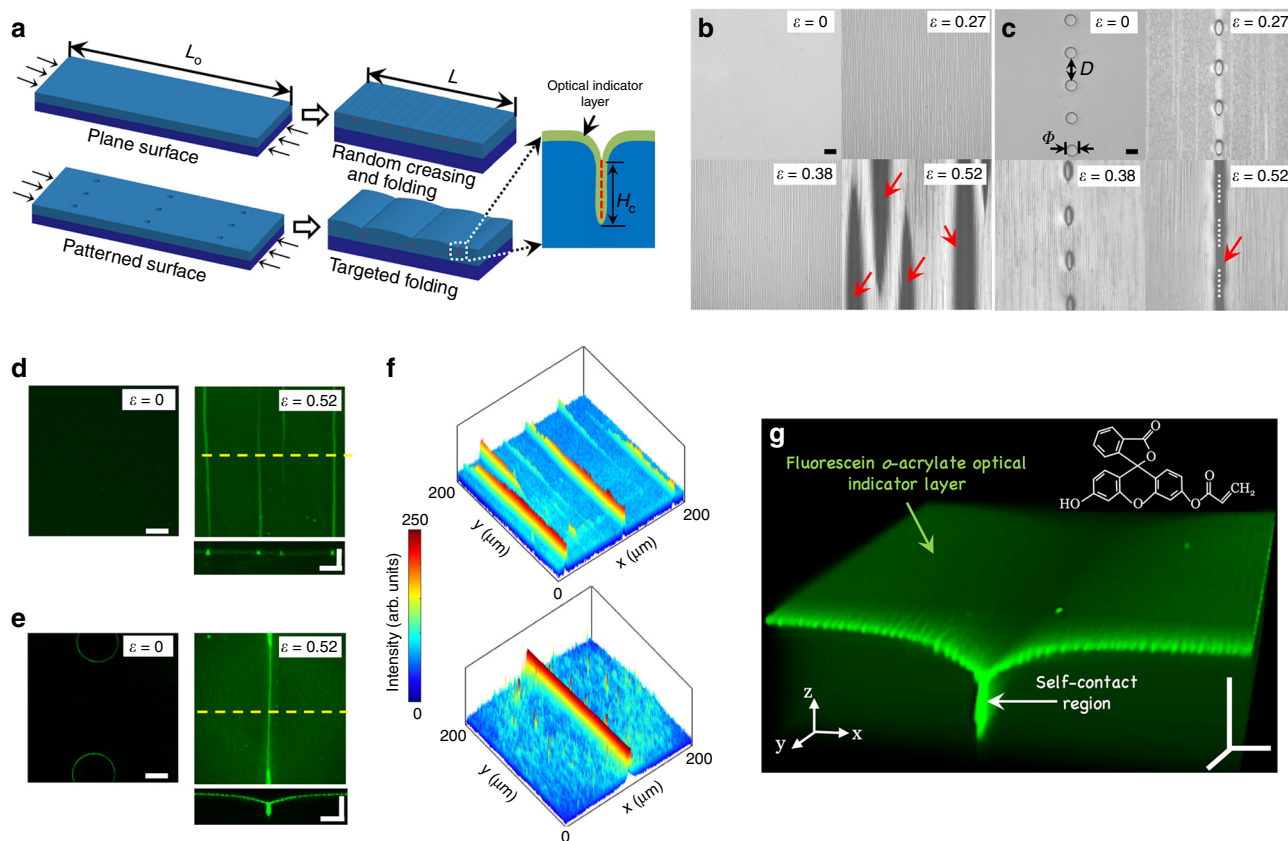 a
L₀
L
Optical indicator
layer
Plane surface
Random creasing
and folding
H꜀
Patterned surface
Targeted folding
b
ε = 0
ε = 0.27
ε = 0.38
ε = 0.52
c
ε = 0
ε = 0.27
D
Φ
ε = 0.38
ε = 0.52
d
ε = 0
ε = 0.52
e
ε = 0
ε = 0.52
f
200
y (μm)
0
x (μm)
200
250
Intensity (arb. units)
0
200
y (μm)
0
x (μm)
200
g
Fluorescein o-acrylate optical
indicator layer
O
O
HO
O
O
O
CH₂
Self-contact
region
z
y
x